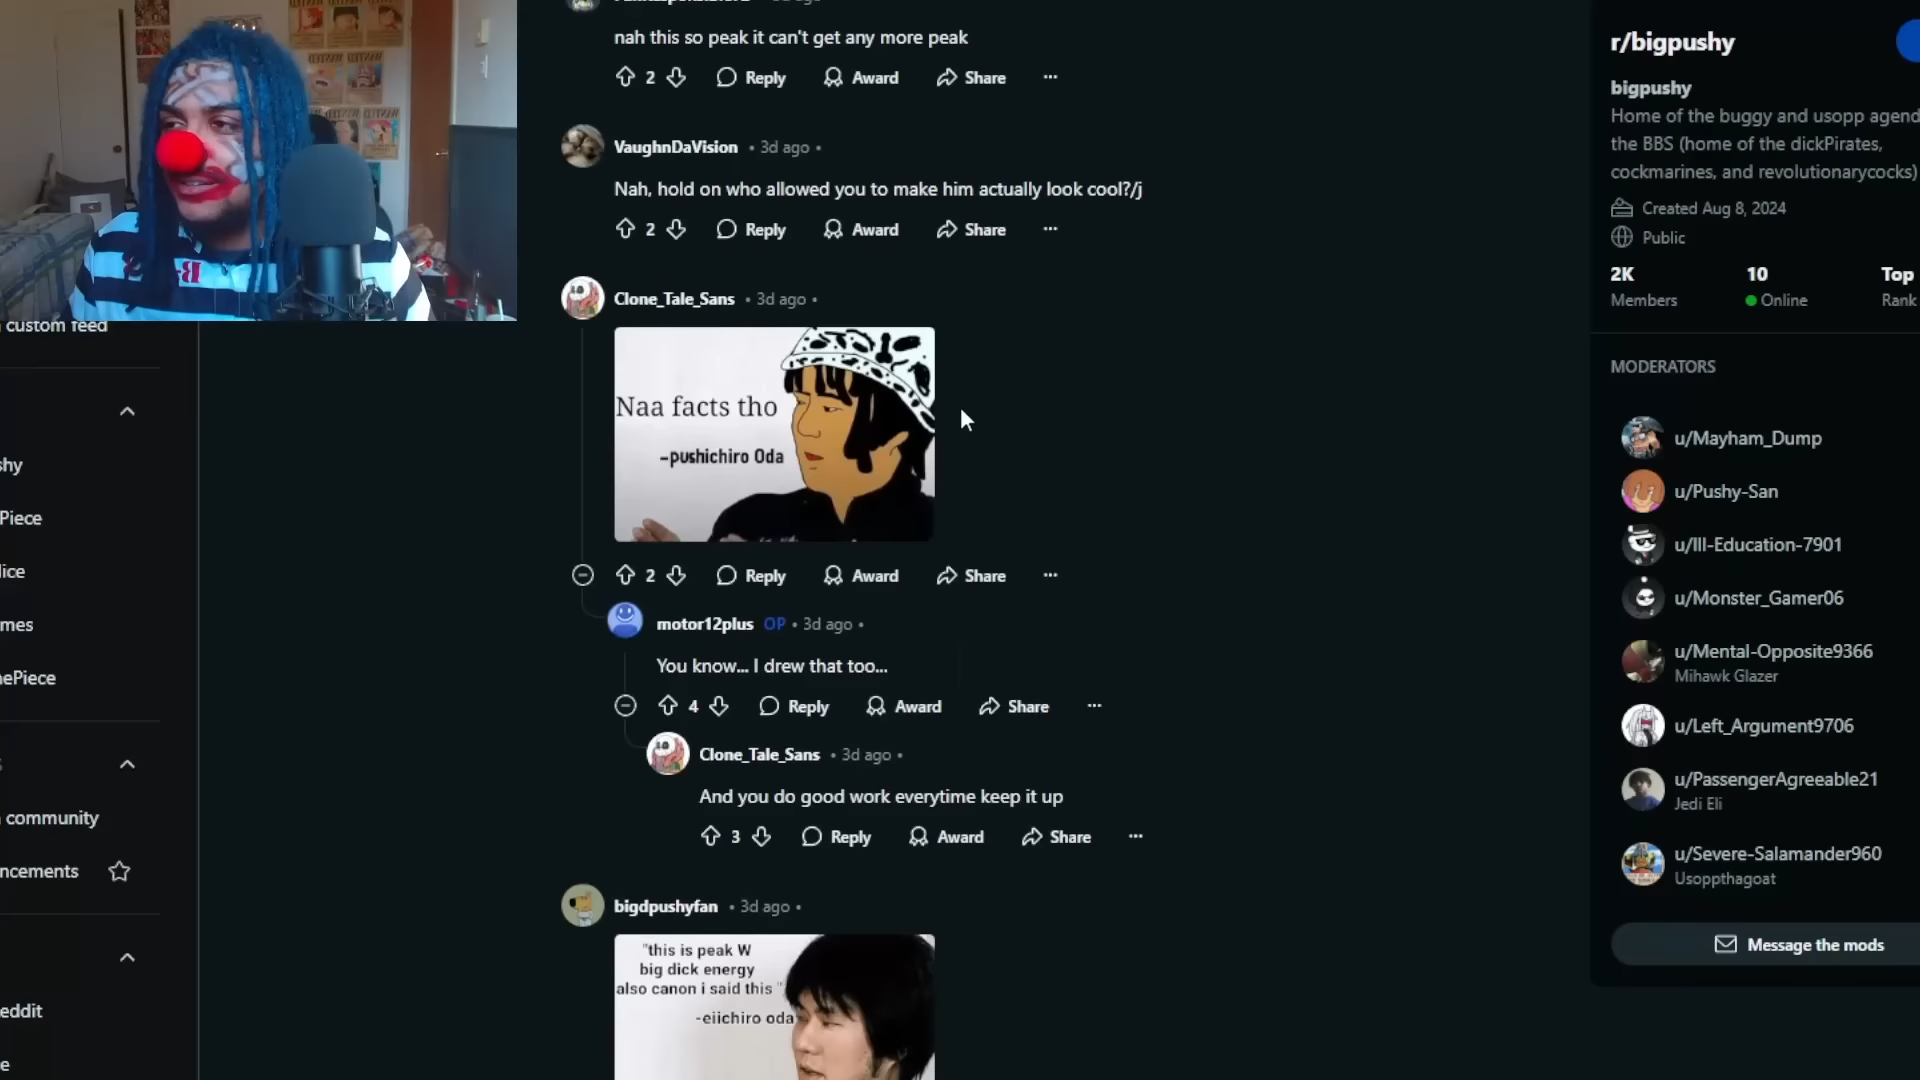 nah this so peak it can't get any more peak
2 Reply Award Share
VaughnDaVision • 3d ago •
Nah, hold on who allowed you to make him actually look cool?/j
2 Reply Award Share
Clone_Tale_Sans • 3d ago •
Naa facts tho
-pushichiro Oda
2 Reply Award Share
motor12plus OP • 3d ago •
You know... I drew that too...
4 Reply Award Share
Clone_Tale_Sans • 3d ago •
And you do good work everytime keep it up
3 Reply Award Share
bigdpushyfan • 3d ago •
"this is peak W
big dick energy
also canon i said this "
-eiichiro oda
custom feed
hy
Piece
lice
mes
ePiece
community
ncements
eddit
e
r/bigpushy
bigpushy
Home of the buggy and usopp agend
the BBS (home of the dickPirates,
cockmarines, and revolutionarycocks)
Created Aug 8, 2024
Public
2K 10 Top
Members Online Rank
MODERATORS
u/Mayham_Dump
u/Pushy-San
u/Ill-Education-7901
u/Monster_Gamer06
u/Mental-Opposite9366
Mihawk Glazer
u/Left_Argument9706
u/PassengerAgreeable21
Jedi Eli
u/Severe-Salamander960
Usoppthagoat
Message the mods